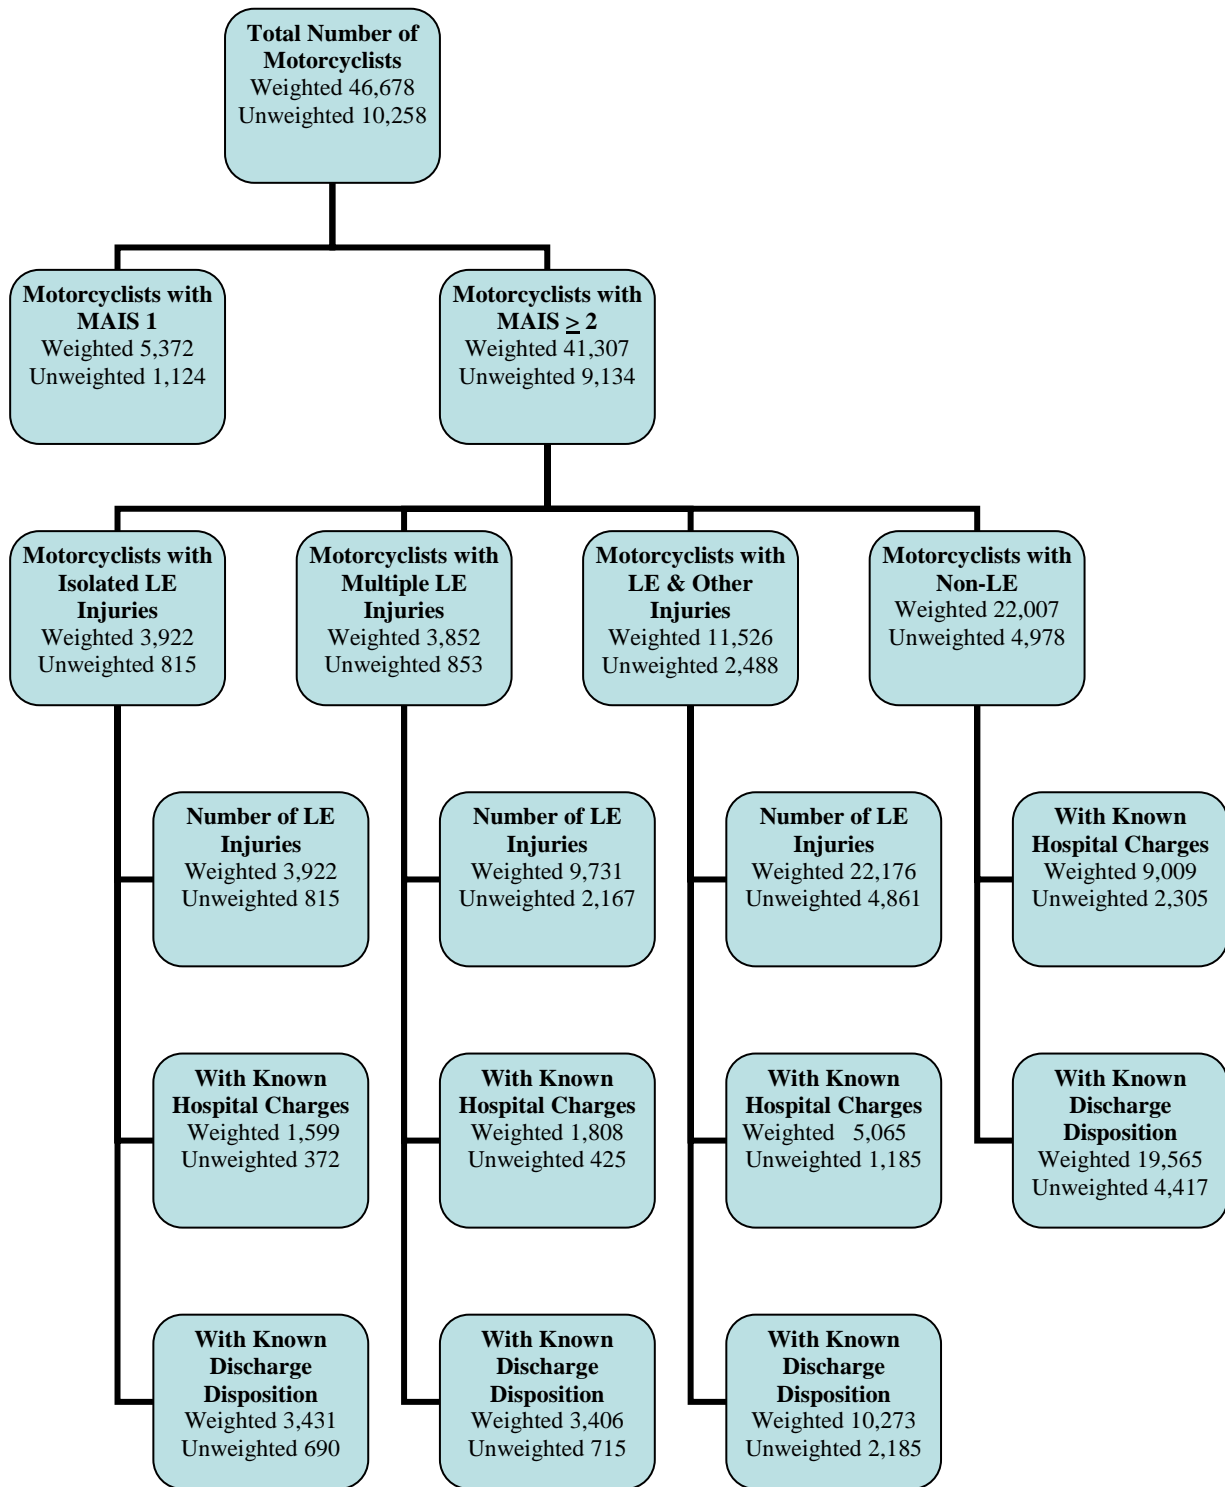 Total Number of
Motorcyclists
Weighted 46,678
Unweighted 10,258
Motorcyclists with
MAIS 1
Weighted 5,372
Unweighted 1,124
Motorcyclists with
MAIS ≥ 2
Weighted 41,307
Unweighted 9,134
Motorcyclists with
Isolated LE
Injuries
Weighted 3,922
Unweighted 815
Motorcyclists with
Multiple LE
Injuries
Weighted 3,852
Unweighted 853
Motorcyclists with
LE & Other
Injuries
Weighted 11,526
Unweighted 2,488
Motorcyclists with
Non-LE
Weighted 22,007
Unweighted 4,978
Number of LE
Injuries
Weighted 3,922
Unweighted 815
Number of LE
Injuries
Weighted 9,731
Unweighted 2,167
Number of LE
Injuries
Weighted 22,176
Unweighted 4,861
With Known
Hospital Charges
Weighted 9,009
Unweighted 2,305
With Known
Hospital Charges
Weighted 1,599
Unweighted 372
With Known
Hospital Charges
Weighted 1,808
Unweighted 425
With Known
Hospital Charges
Weighted 5,065
Unweighted 1,185
With Known
Discharge
Disposition
Weighted 19,565
Unweighted 4,417
With Known
Discharge
Disposition
Weighted 3,431
Unweighted 690
With Known
Discharge
Disposition
Weighted 3,406
Unweighted 715
With Known
Discharge
Disposition
Weighted 10,273
Unweighted 2,185